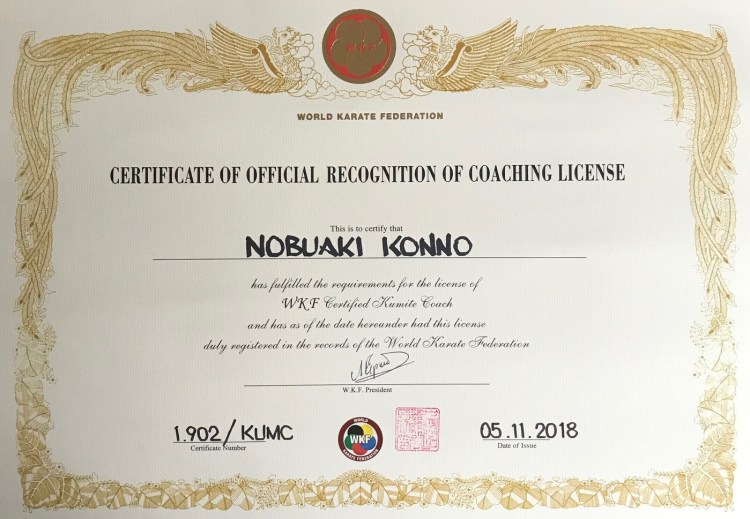 WKF
WORLD KARATE FEDERATION
CERTIFICATE OF OFFICIAL RECOGNITION OF COACHING LICENSE
This is to certify that
NOBUAKI KONNO
has fulfilled the requirements for the license of
WKF Certified Kumite Coach
and has as of the date hereunder had this license
duly registered in the records of the World Karate Federation
W.K.F. President
1.902/KUMC
Certificate Number
WORLD
WKF
KARATE FEDERATION
05.11.2018
Date of Issue